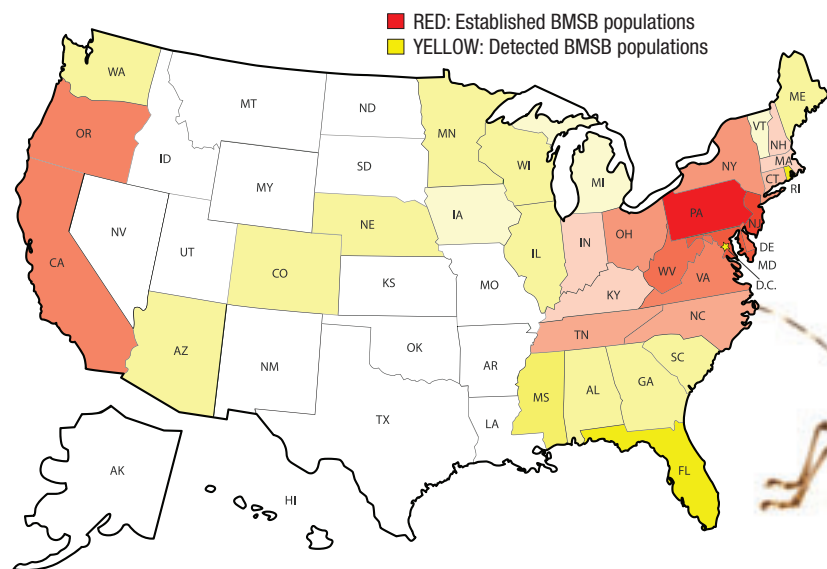 RED: Established BMSB populations
YELLOW: Detected BMSB populations
WA
MT
ND
MN
ME
VT
NH
OR
ID
SD
WI
MI
NY
MA
CT
RI
MY
IA
PA
NJ
NV
NE
IL
IN
OH
DE
MD
D.C.
UT
CO
WV
VA
CA
KS
MO
KY
NC
TN
AZ
NM
OK
AR
SC
MS
AL
GA
TX
LA
FL
AK
HI